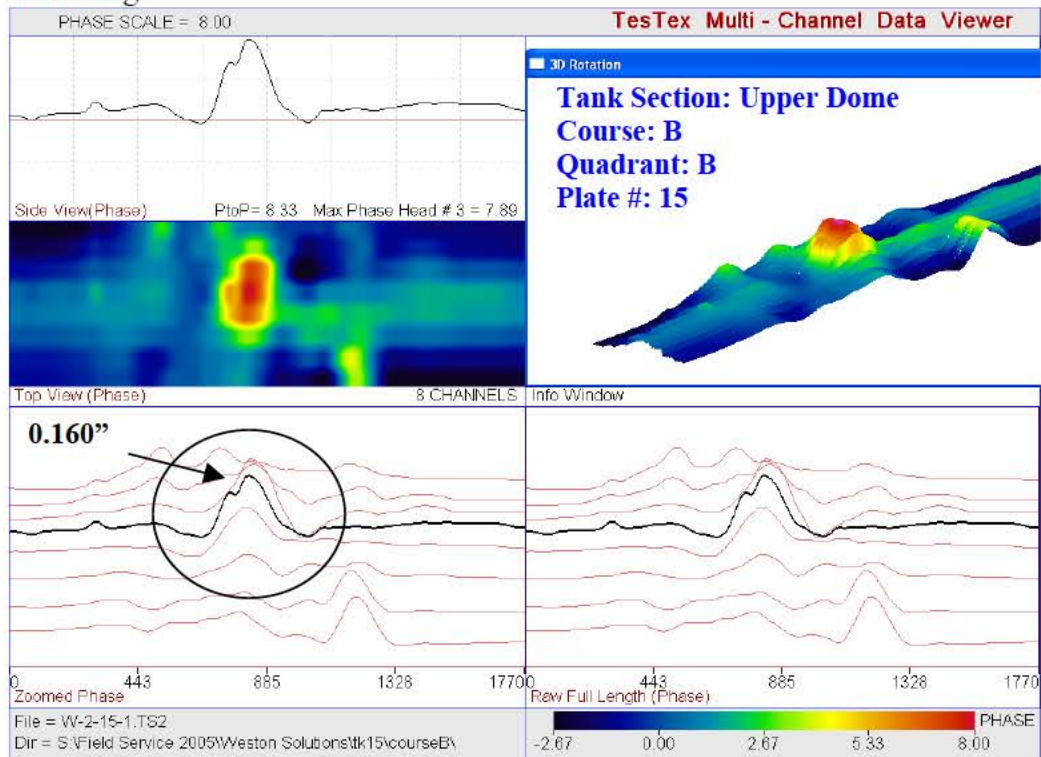 PHASE SCALE = 8.00
TesTex Multi - Channel Data Viewer
3D Rotation
Tank Section: Upper Dome
Course: B
Quadrant: B
Plate #: 15
Side View(Phase) PtoP= 8.33 Max Phase Head # 3 = 7.89
Top View (Phase) 8 CHANNELS
Info Window
0.160”
0 443 885 1328 1770
Zoomed Phase
0 443 885 1328 1770
Raw Full Length (Phase)
File = W-2-15-1.TS2
Dir = S:\Field Service 2005\Weston Solutions\tk15\courseB\
PHASE
-2.67 0.00 2.67 5.33 8.00